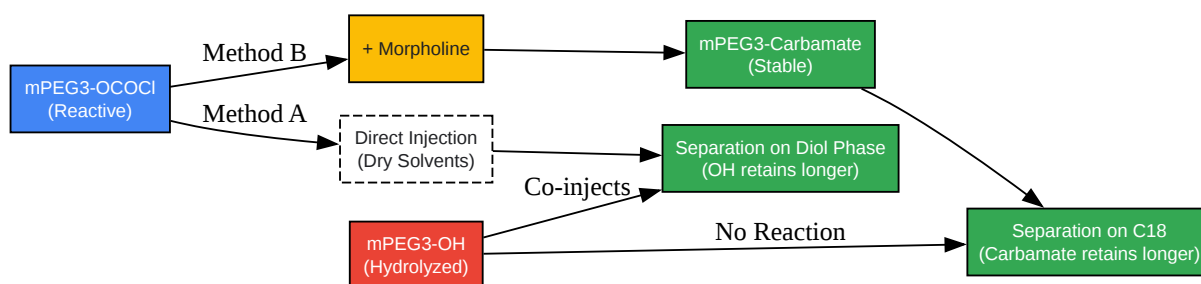 mPEG3-OCOCl
(Reactive)
Method B
Method A
+ Morpholine
Direct Injection
(Dry Solvents)
mPEG3-OH
(Hydrolyzed)
Co-injects
No Reaction
mPEG3-Carbamate
(Stable)
Separation on Diol Phase
(OH retains longer)
Separation on C18
(Carbamate retains longer)